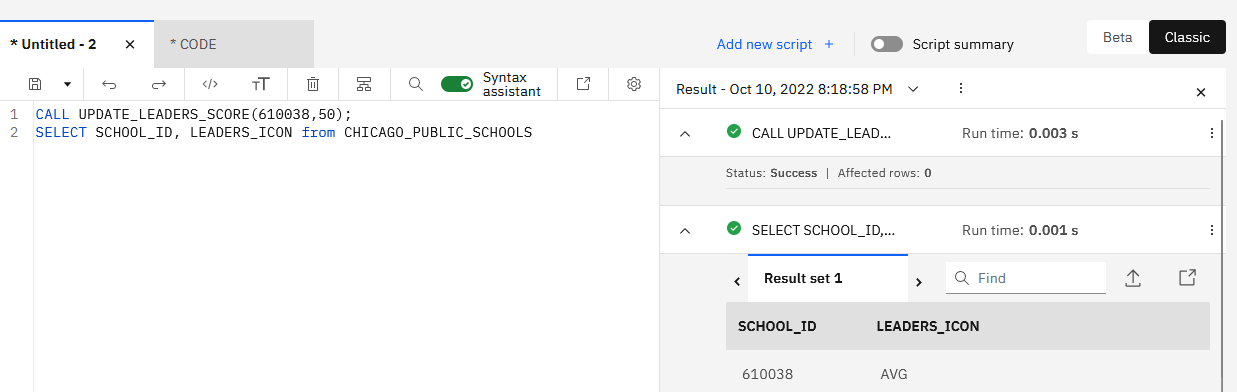 * Untitled - 2
* CODE
Add new script +
Script summary
Beta
Classic
Syntax
assistant
1 CALL UPDATE_LEADERS_SCORE(610038,50);
2 SELECT SCHOOL_ID, LEADERS_ICON from CHICAGO_PUBLIC_SCHOOLS
Result - Oct 10, 2022 8:18:58 PM
CALL UPDATE_LEAD... Run time: 0.003 s
Status: Success | Affected rows: 0
SELECT SCHOOL_ID,... Run time: 0.001 s
Result set 1
Find
SCHOOL_ID LEADERS_ICON
610038 AVG